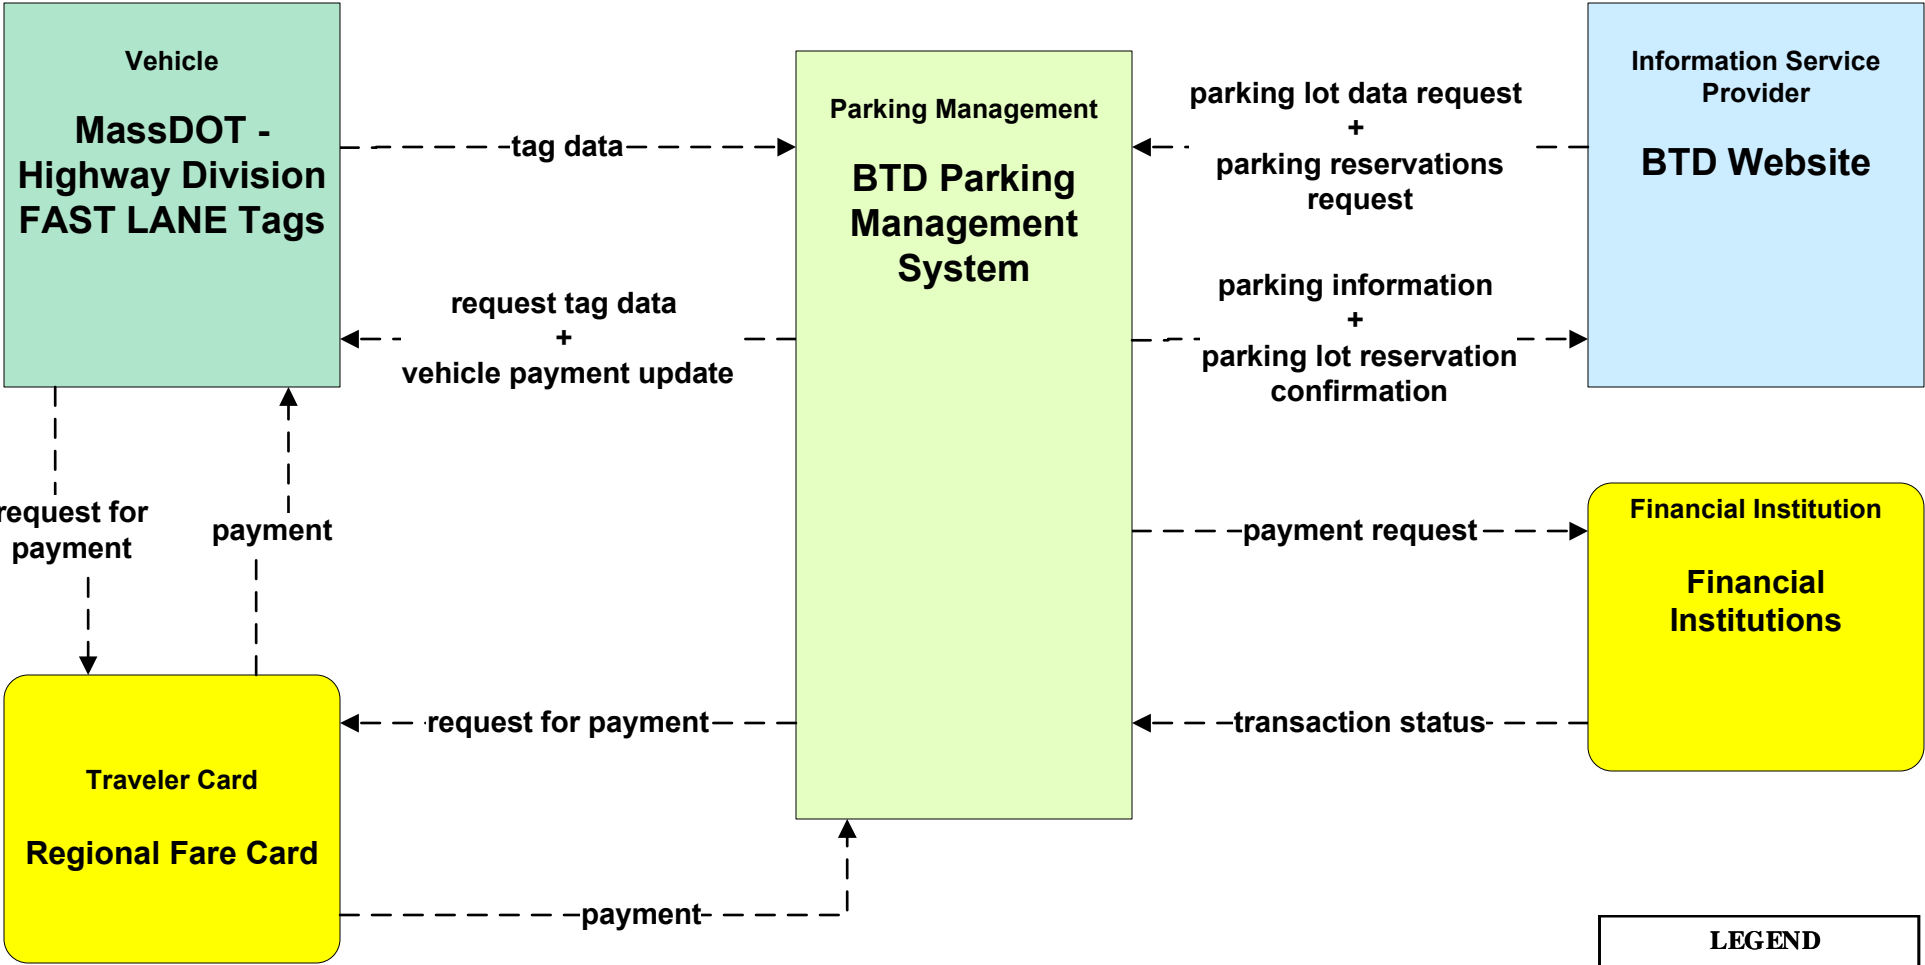 Vehicle
MassDOT -
Highway Division
FAST LANE Tags
tag data
request tag data
+
vehicle payment update
Parking Management
BTD Parking
Management
System
parking lot data request
+
parking reservations
request
parking information
+
parking lot reservation
confirmation
Information Service
Provider
BTD Website
request for
payment
payment
payment request
Financial Institution
Financial
Institutions
request for payment
transaction status
Traveler Card
Regional Fare Card
payment
LEGEND